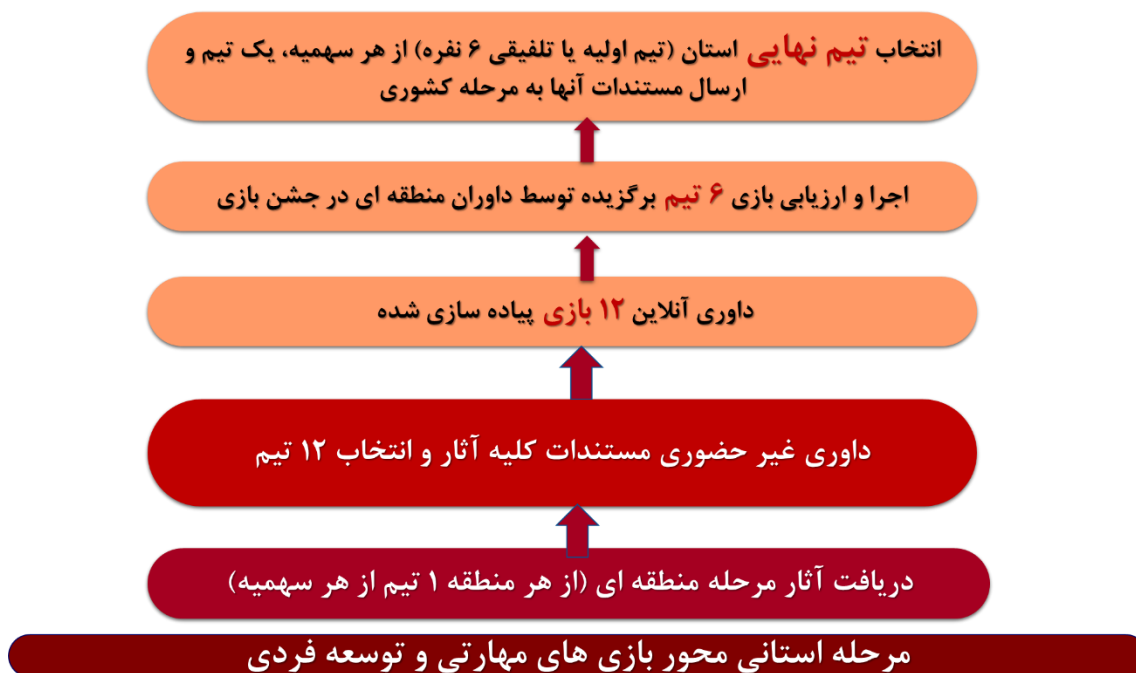 انتخاب تیم نهایی استان (تیم اولیه یا تلفیقی ۶ نفره) از هر سهمیه، یک تیم و
ارسال مستندات آنها به مرحله کشوری
اجرا و ارزیابی بازی ۶ تیم برگزیده توسط داوران منطقه ای در جشن بازی
داوری آنلاین ۱۲ بازی پیاده سازی شده
داوری غیر حضوری مستندات کلیه آثار و انتخاب ۱۲ تیم
دریافت آثار مرحله منطقه ای (از هر منطقه ۱ تیم از هر سهمیه)
مرحله استانی محور بازی های مهارتی و توسعه فردی